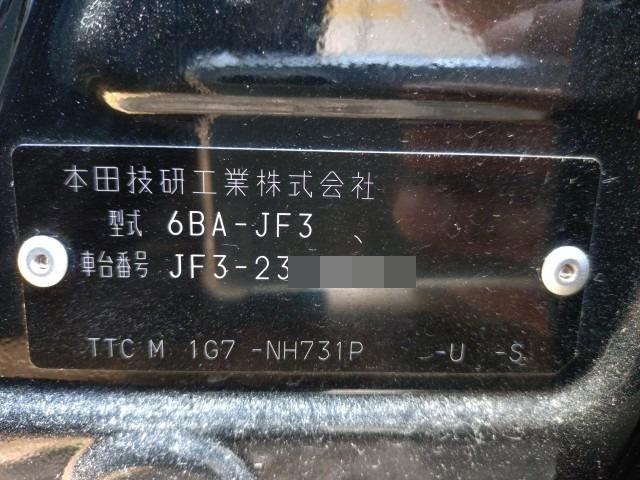 本田技研工業株式会社
型式 6BA-JF3
車台番号 JF3-23
TTC M 1G7 -NH731P -U -S